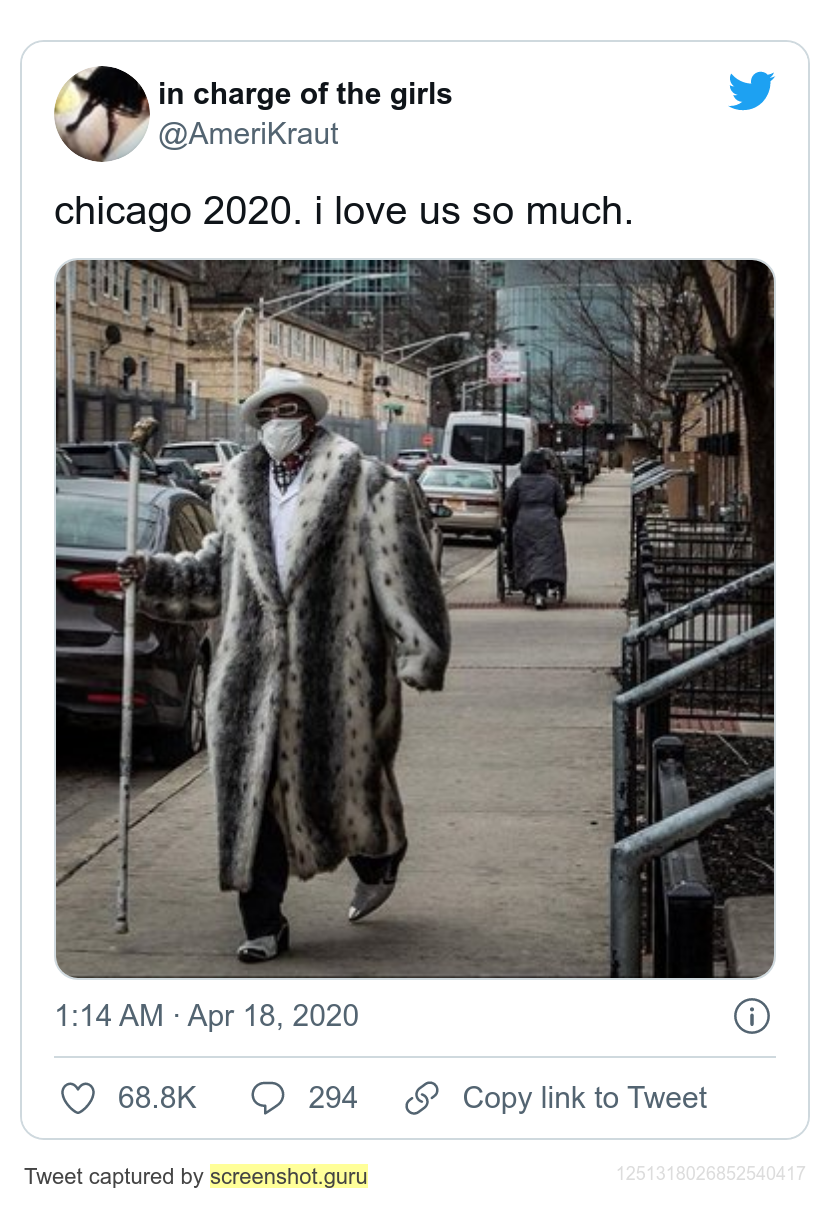 in charge of the girls
@AmeriKraut
chicago 2020. i love us so much.
1:14 AM · Apr 18, 2020
68.8K 294 Copy link to Tweet
Tweet captured by screenshot.guru 1251318026852540417